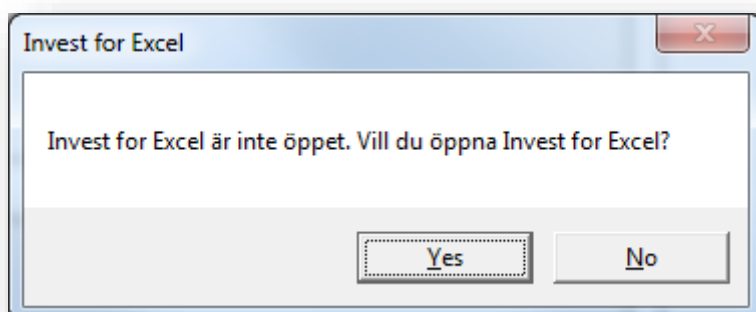 Invest for Excel
Invest for Excel är inte öppet. Vill du öppna Invest for Excel?
Yes
No